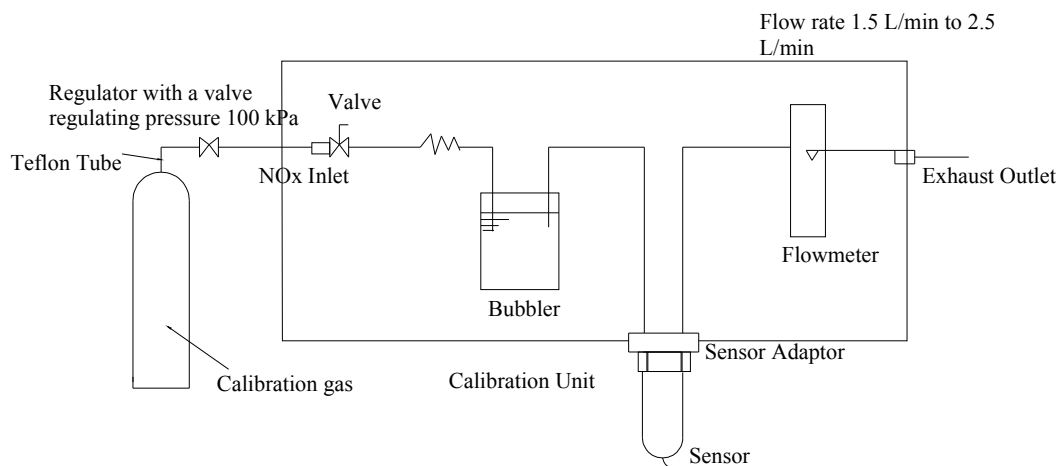 Flow rate 1.5 L/min to 2.5
L/min
Regulator with a valve
regulating pressure 100 kPa
Valve
Teflon Tube
NOx Inlet
Exhaust Outlet
Flowmeter
Bubbler
Sensor Adaptor
Calibration gas
Calibration Unit
Sensor